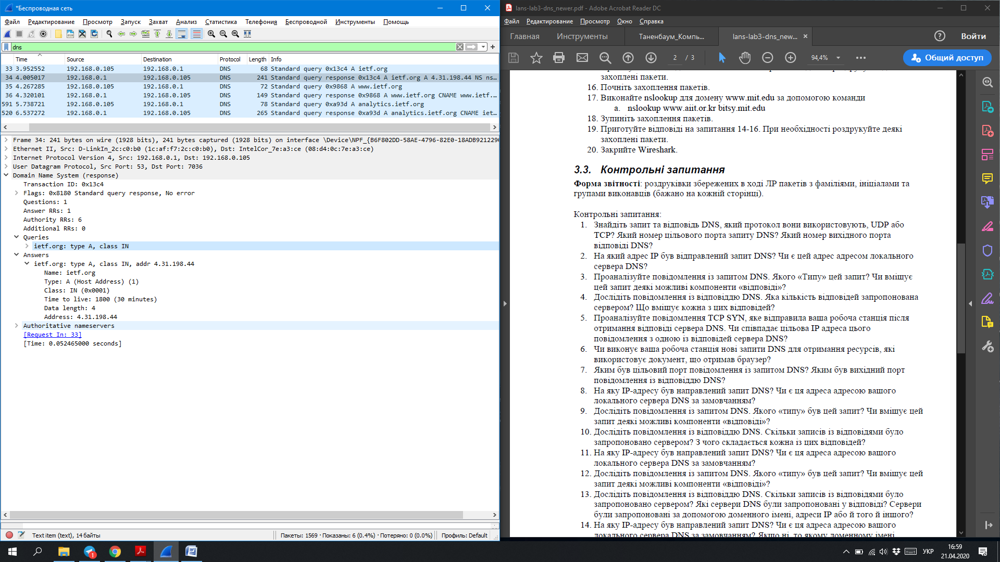 *Беспроводная сеть
Файл Редактирование Просмотр Запуск Захват Анализ Статистика Телефония Беспроводной Инструменты Помощь
dns
Time Source Destination Protocol Length Info
33 3.952552 192.168.0.105 192.168.0.1 DNS 68 Standard query 0x13c4 A ietf.org
34 4.005017 192.168.0.1 192.168.0.105 DNS 241 Standard query response 0x13c4 A ietf.org A 4.31.198.44 NS ns…
35 4.267285 192.168.0.105 192.168.0.1 DNS 72 Standard query 0x9868 A www.ietf.org
36 4.320101 192.168.0.1 192.168.0.105 DNS 149 Standard query response 0x9868 A www.ietf.org CNAME www.ietf.…
591 5.738721 192.168.0.105 192.168.0.1 DNS 78 Standard query 0xa93d A analytics.ietf.org
520 6.537272 192.168.0.1 192.168.0.105 DNS 265 Standard query response 0xa93d A analytics.ietf.org CNAME iet…
Frame 34: 241 bytes on wire (1928 bits), 241 bytes captured (1928 bits) on interface \Device\NPF_{B6F802DD-58AE-4796-82E0-18ADB921229
Ethernet II, Src: D-LinkIn_2c:c0:b0 (1c:af:f7:2c:c0:b0), Dst: IntelCor_7e:a3:ce (08:d4:0c:7e:a3:ce)
Internet Protocol Version 4, Src: 192.168.0.1, Dst: 192.168.0.105
User Datagram Protocol, Src Port: 53, Dst Port: 7036
Domain Name System (response)
Transaction ID: 0x13c4
Flags: 0x8180 Standard query response, No error
Questions: 1
Answer RRs: 1
Authority RRs: 6
Additional RRs: 0
Queries
ietf.org: type A, class IN
Answers
ietf.org: type A, class IN, addr 4.31.198.44
Name: ietf.org
Type: A (Host Address) (1)
Class: IN (0x0001)
Time to live: 1800 (30 minutes)
Data length: 4
Address: 4.31.198.44
Authoritative nameservers
[Request In: 33]
[Time: 0.052465000 seconds]
Text item (text), 14 байты Пакеты: 1569 · Показаны: 6 (0.4%) · Потеряно: 0 (0.0%) Профиль: Default
lans-lab3-dns_newer.pdf - Adobe Acrobat Reader DC
Файл Редактирование Просмотр Окно Справка
Главная Инструменты Таненбаум_Компь... lans-lab3-dns_new... Войти
2 / 3 94,4% Общий доступ
захоплені пакети.
16. Почніть захоплення пакетів.
17. Виконайте nslookup для домену www.mit.edu за допомогою команди
a. nslookup www.aiit.or.kr bitsy.mit.edu
18. Зупиніть захоплення пакетів.
19. Приготуйте відповіді на запитання 14-16. При необхідності роздрукуйте деякі
захоплені пакети.
20. Закрийте Wireshark.
3.3. Контрольні запитання
Форма звітності: роздруківки збережених в ході ЛР пакетів з фаміліями, ініціалами та
групами виконавців (бажано на кожній сторінці).
Контрольні запитання:
1. Знайдіть запит та відповідь DNS, який протокол вони використовують, UDP або
TCP? Який номер цільового порта запиту DNS? Який номер вихідного порта
відповіді DNS?
2. На який адрес IP був відправлений запит DNS? Чи є цей адрес адресом локального
сервера DNS?
3. Проаналізуйте повідомлення із запитом DNS. Якого «Типу» цей запит? Чи вміщує
цей запит деякі можливі компоненти «відповіді»?
4. Дослідіть повідомлення із відповіддю DNS. Яка кількість відповідей запропонована
сервером? Що вміщує кожна з цих відповідей?
5. Проаналізуйте повідомлення TCP SYN, яке відправила ваша робоча станція після
отримання відповіді сервера DNS. Чи співпадає цільова IP адреса цього
повідомлення з одною із відповідей сервера DNS?
6. Чи виконує ваша робоча станція нові запити DNS для отримання ресурсів, які
використовує документ, що отримав браузер?
7. Яким був цільовий порт повідомлення із запитом DNS? Яким був вихідний порт
повідомлення із відповіддю DNS?
8. На яку IP-адресу був направлений запит DNS? Чи є ця адреса адресою вашого
локального сервера DNS за замовчанням?
9. Дослідіть повідомлення із запитом DNS. Якого «типу» був цей запит? Чи вміщує цей
запит деякі можливі компоненти «відповіді»?
10. Дослідіть повідомлення із відповіддю DNS. Скільки записів із відповідями було
запропоновано сервером? З чого складається кожна із цих відповідей?
11. На яку IP-адресу був направлений запит DNS? Чи є ця адреса адресою вашого
локального сервера DNS за замовчанням?
12. Дослідіть повідомлення із запитом DNS. Якого «типу» був цей запит? Чи вміщує цей
запит деякі можливі компоненти «відповіді»?
13. Дослідіть повідомлення із відповіддю DNS. Скільки записів із відповідями було
запропоновано сервером? Які сервери DNS були запропоновані у відповіді? Сервери
були запропоновані за допомогою доменного імені, адреси IP або й того й іншого?
14. На яку IP-адресу був направлений запит DNS? Чи є ця адреса адресою вашого
локального сервера DNS за замовчанням? Якщо ні, то якому доменному імені
УКР 16:59
21.04.2020